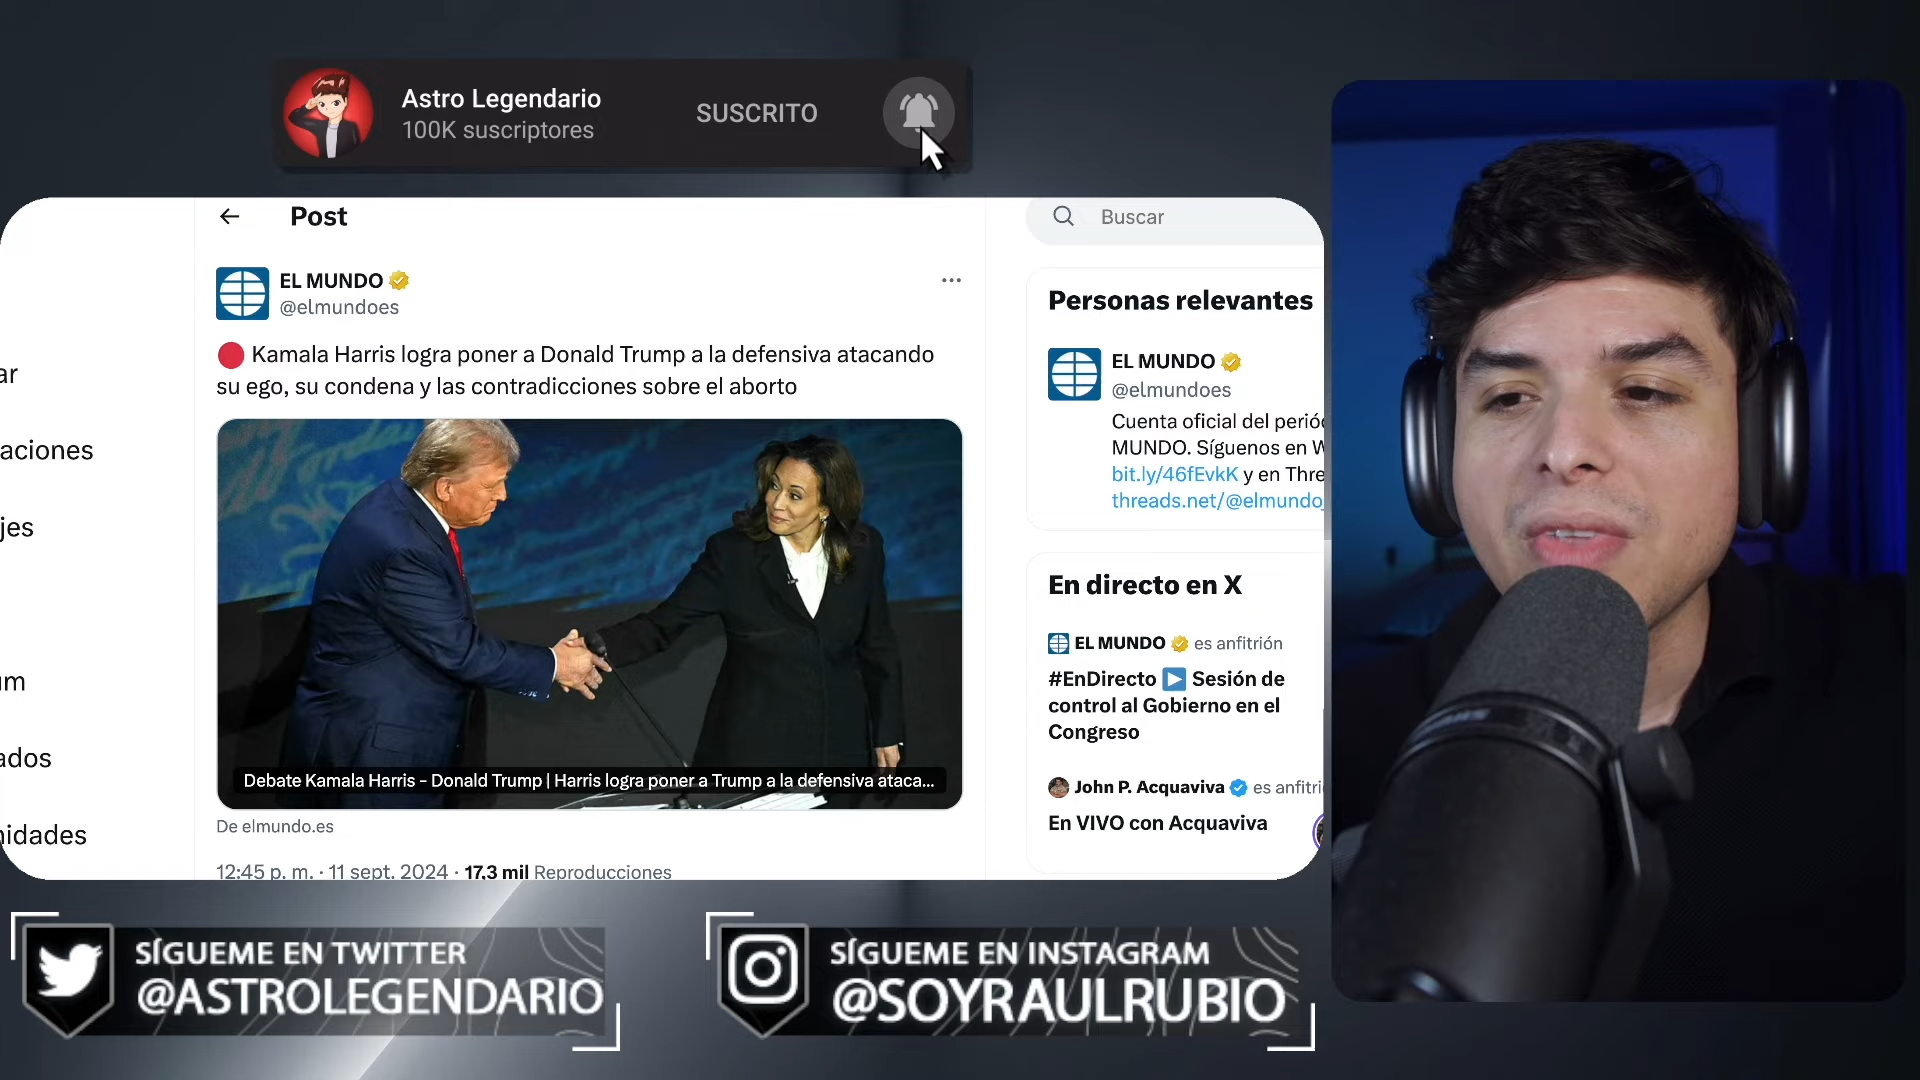 Astro Legendario
100K suscriptores
SUSCRITO
Post
EL MUNDO
@elmundoes
Kamala Harris logra poner a Donald Trump a la defensiva atacando
su ego, su condena y las contradicciones sobre el aborto
Debate Kamala Harris - Donald Trump | Harris logra poner a Trump a la defensiva ataca...
De elmundo.es
12:45 p. m. · 11 sept. 2024 · 17,3 mil Reproducciones
ar
aciones
jes
um
ados
nidades
Buscar
Personas relevantes
EL MUNDO
@elmundoes
Cuenta oficial del perióc
MUNDO. Síguenos en W
bit.ly/46fEvkK y en Thre
threads.net/@elmundo_
En directo en X
EL MUNDO es anfitrión
#EnDirecto Sesión de
control al Gobierno en el
Congreso
John P. Acquaviva es anfitri
En VIVO con Acquaviva
SÍGUEME EN TWITTER
@ASTROLEGENDARIO
SÍGUEME EN INSTAGRAM
@SOYRAULRUBIO